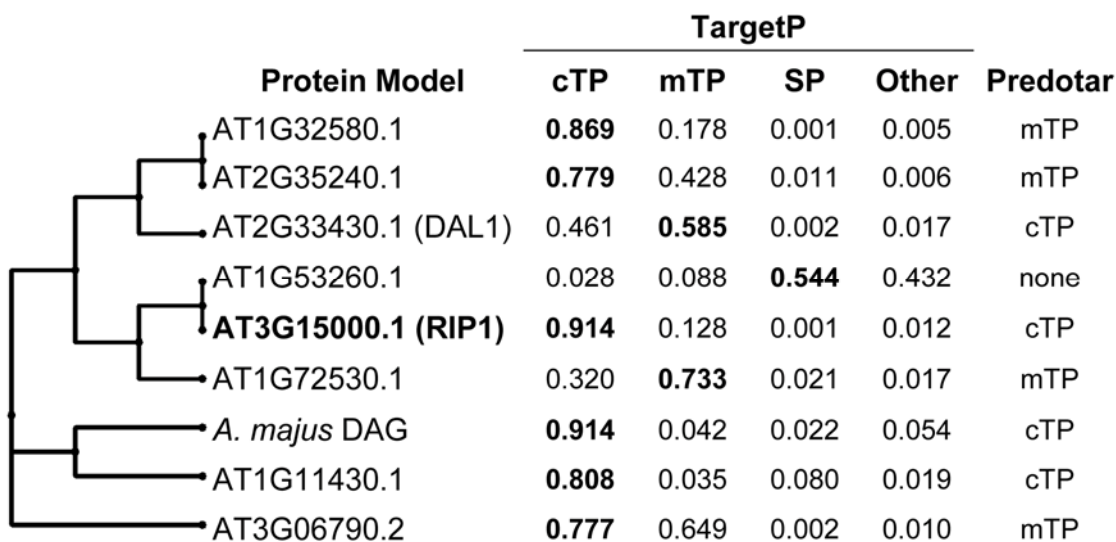 TargetP
Protein Model cTP mTP SP Other Predotar
AT1G32580.1 0.869 0.178 0.001 0.005 mTP
AT2G35240.1 0.779 0.428 0.011 0.006 mTP
AT2G33430.1 (DAL1) 0.461 0.585 0.002 0.017 cTP
AT1G53260.1 0.028 0.088 0.544 0.432 none
AT3G15000.1 (RIP1) 0.914 0.128 0.001 0.012 cTP
AT1G72530.1 0.320 0.733 0.021 0.017 mTP
A. majus DAG 0.914 0.042 0.022 0.054 cTP
AT1G11430.1 0.808 0.035 0.080 0.019 cTP
AT3G06790.2 0.777 0.649 0.002 0.010 mTP